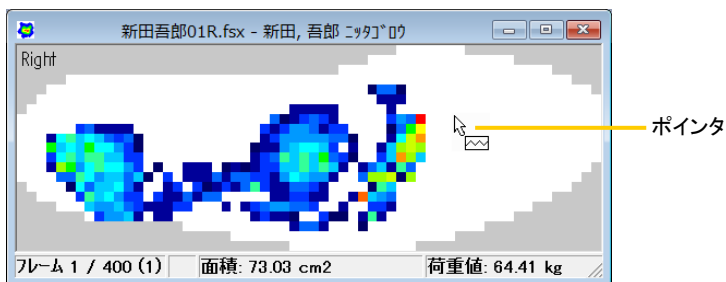 新田吾郎01R.fsx - 新田, 吾郎 ﾆｯﾀｺﾞﾛｳ
Right
ポインタ
フレーム 1 / 400 (1) 面積: 73.03 cm2 荷重値: 64.41 kg